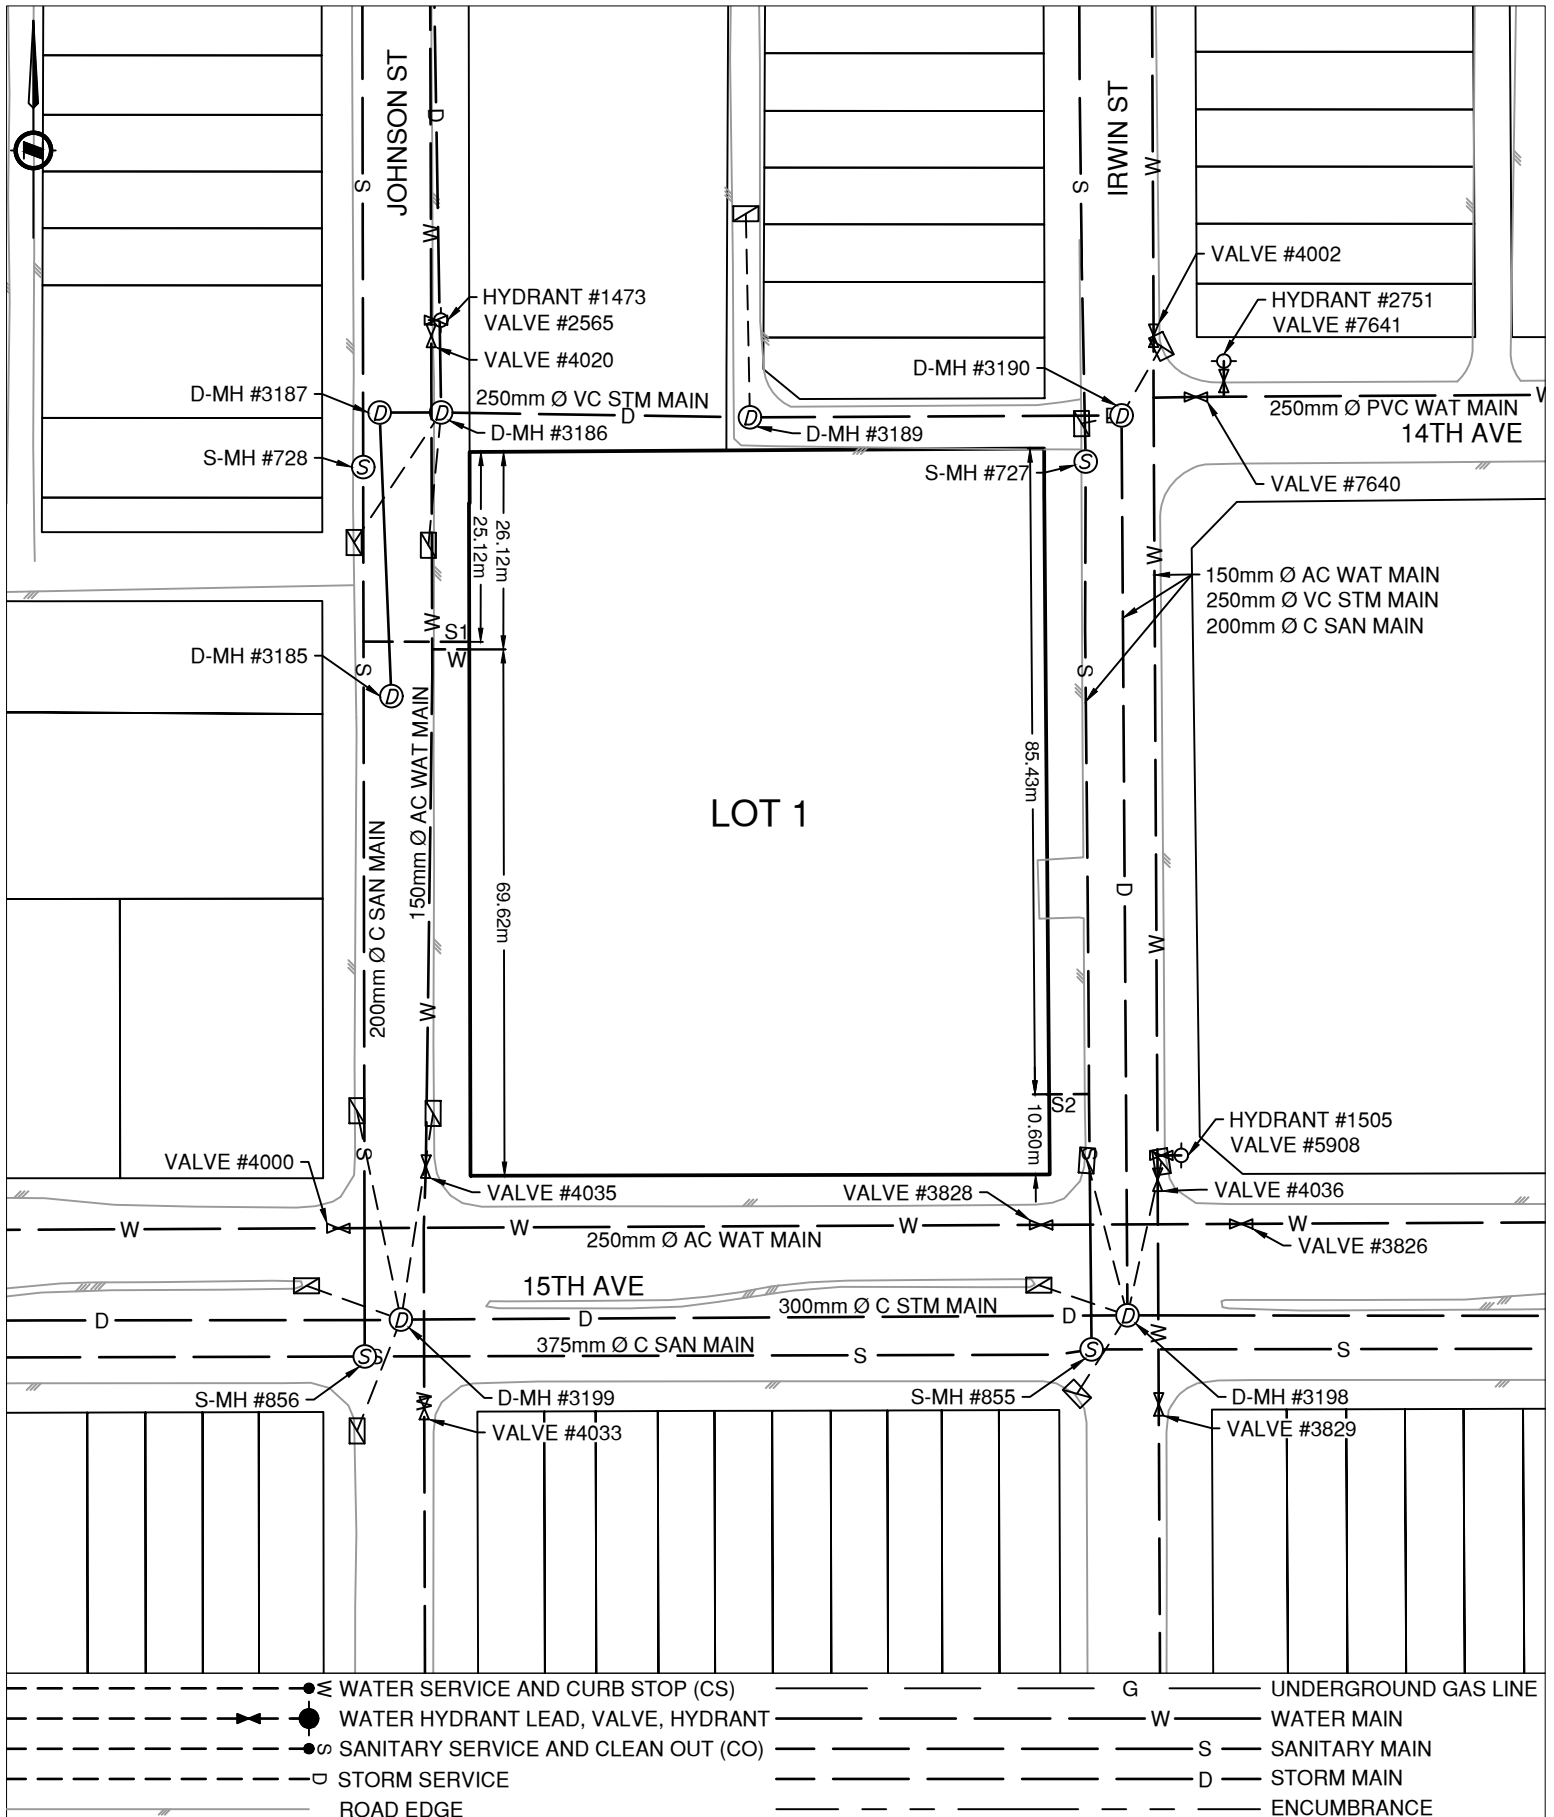 JOHNSON ST
D
IRWIN ST
S
S
W
W
VALVE #4002
HYDRANT #1473
VALVE #2565
HYDRANT #2751
VALVE #7641
VALVE #4020
D-MH #3190
D-MH #3187
250mm Ø VC STM MAIN
D
D
D
D
D
250mm Ø PVC WAT MAIN
W
D-MH #3186
D-MH #3189
14TH AVE
S-MH #728
S
S-MH #727
S
VALVE #7640
25.12m
26.12m
W
150mm Ø AC WAT MAIN
250mm Ø VC STM MAIN
200mm Ø C SAN MAIN
W
S1
W
D-MH #3185
S
S
D
150mm Ø AC WAT MAIN
85.43m
LOT 1
200mm Ø C SAN MAIN
69.62m
D
W
W
S2
10.60m
HYDRANT #1505
VALVE #5908
S
S
VALVE #4000
VALVE #4035
VALVE #3828
VALVE #4036
W
W
W
W
250mm Ø AC WAT MAIN
VALVE #3826
15TH AVE
300mm Ø C STM MAIN
D
D
D
D
D
W
375mm Ø C SAN MAIN
S
S
S
S
S
S-MH #856
D-MH #3199
S-MH #855
D-MH #3198
W
VALVE #4033
VALVE #3829
W WATER SERVICE AND CURB STOP (CS)
WATER HYDRANT LEAD, VALVE, HYDRANT
S SANITARY SERVICE AND CLEAN OUT (CO)
D STORM SERVICE
ROAD EDGE
G UNDERGROUND GAS LINE
W WATER MAIN
S SANITARY MAIN
D STORM MAIN
ENCUMBRANCE